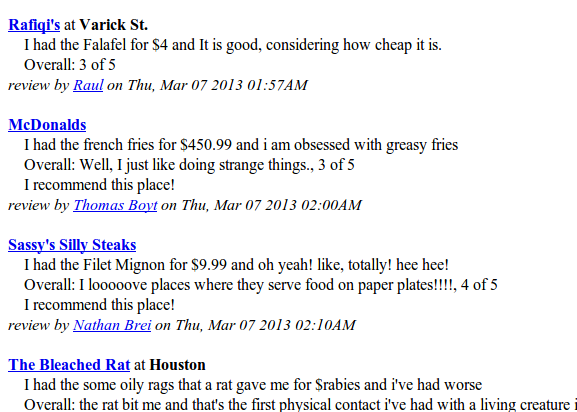 Rafiqi's at Varick St.
I had the Falafel for $4 and It is good, considering how cheap it is.
Overall: 3 of 5
review by Raul on Thu, Mar 07 2013 01:57AM
McDonalds
I had the french fries for $450.99 and i am obsessed with greasy fries
Overall: Well, I just like doing strange things., 3 of 5
I recommend this place!
review by Thomas Boyt on Thu, Mar 07 2013 02:00AM
Sassy's Silly Steaks
I had the Filet Mignon for $9.99 and oh yeah! like, totally! hee hee!
Overall: I looooove places where they serve food on paper plates!!!!, 4 of 5
I recommend this place!
review by Nathan Brei on Thu, Mar 07 2013 02:10AM
The Bleached Rat at Houston
I had the some oily rags that a rat gave me for $rabies and i've had worse
Overall: the rat bit me and that's the first physical contact i've had with a living creature